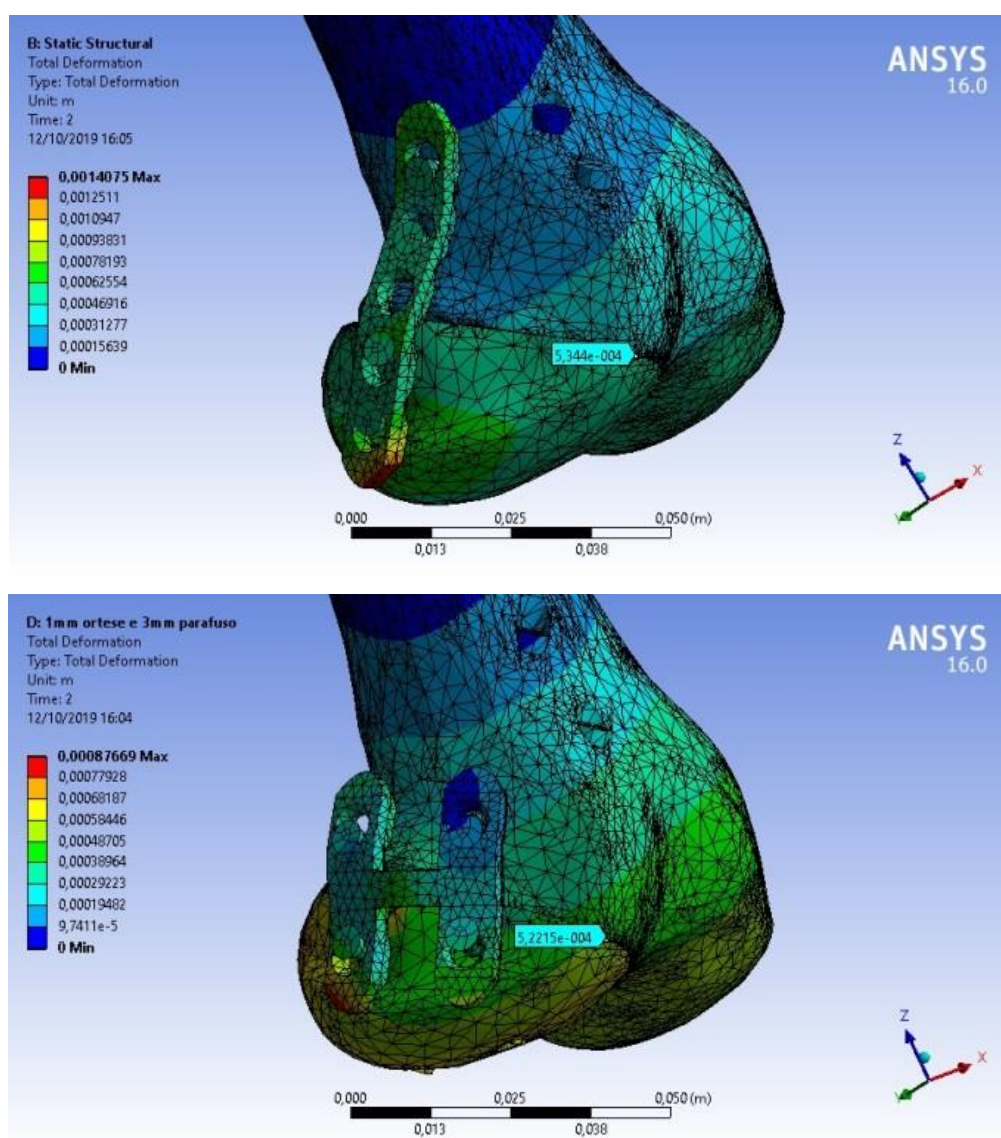 B: Static Structural
Total Deformation
Type: Total Deformation
Unit: m
Time: 2
12/10/2019 16:05
ANSYS
16.0
0,0014075 Max
0,0012511
0,0010947
0,00093831
0,00078193
0,00062554
0,00046916
0,00031277
0,00015639
0 Min
5,344e-004
Z
X
Y
0,000
0,025
0,050 (m)
0,013
0,038
D: 1mm ortese e 3mm parafuso
Total Deformation
Type: Total Deformation
Unit: m
Time: 2
12/10/2019 16:04
ANSYS
16.0
0,00087669 Max
0,00077928
0,00068187
0,00058446
0,00048705
0,00038964
0,00029223
0,00019482
9,7411e-5
0 Min
5,2215e-004
Z
X
Y
0,000
0,025
0,050 (m)
0,013
0,038